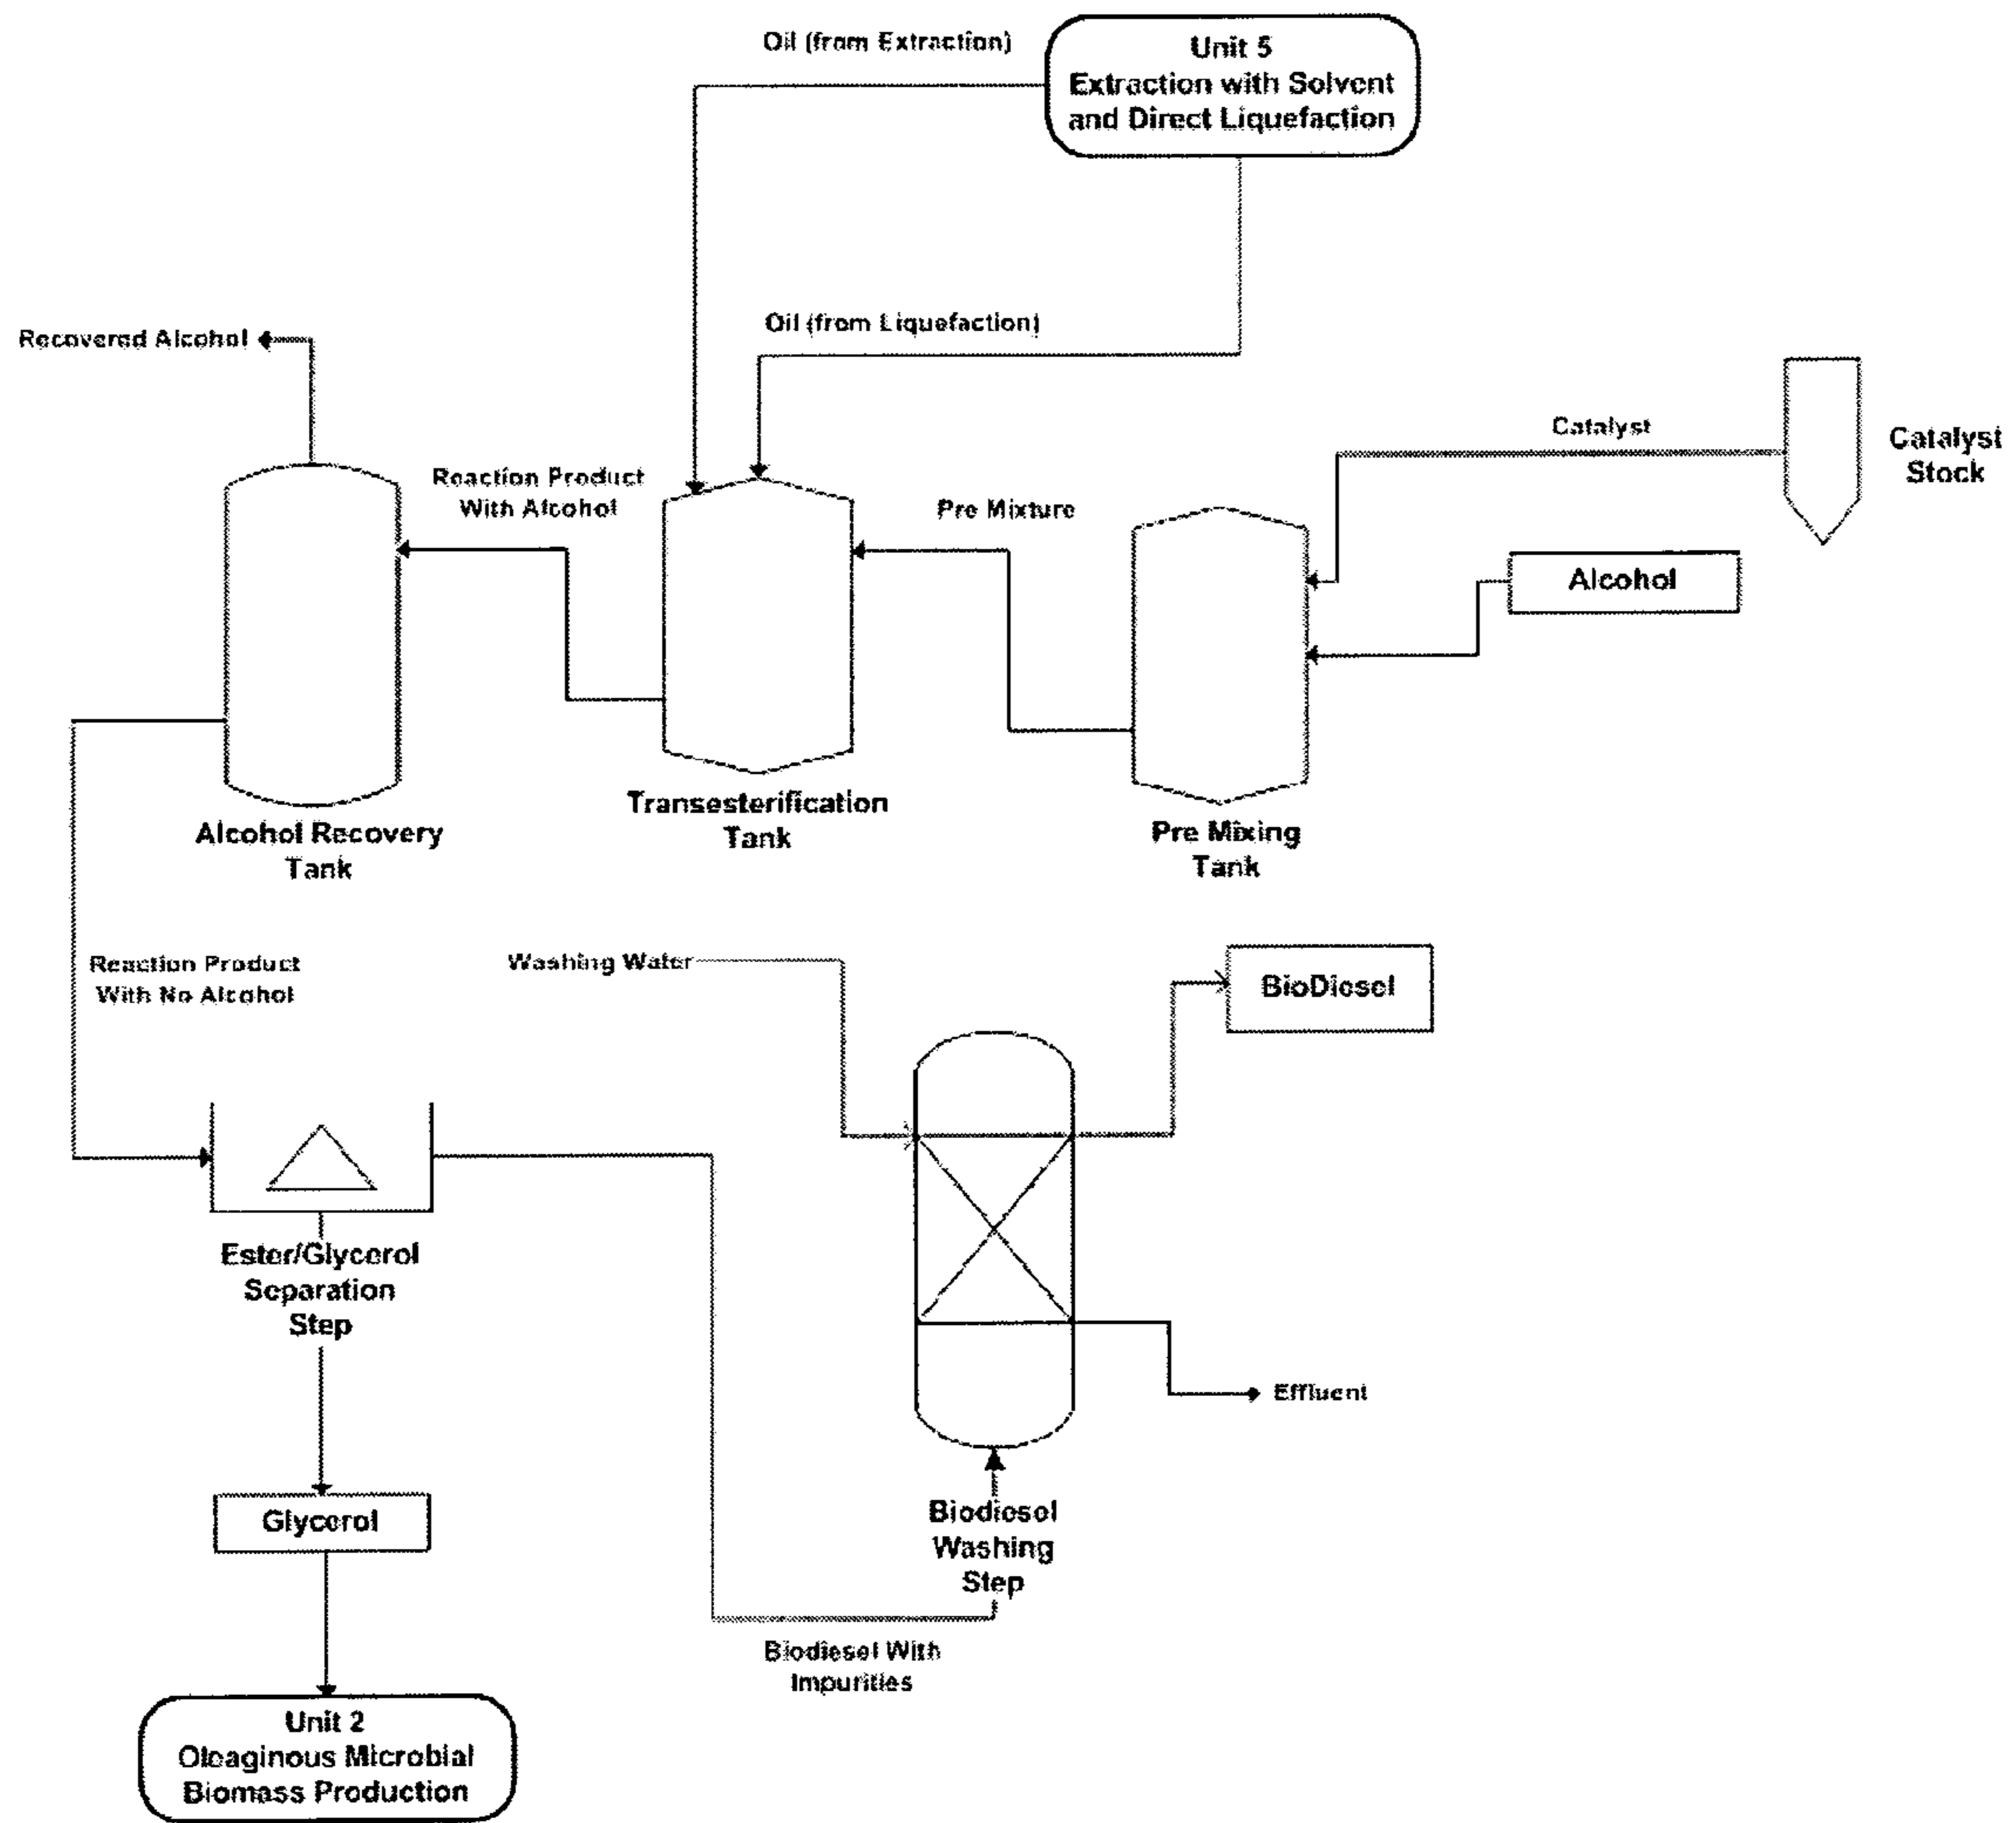 Oil (from Extraction)
Unit 5
Extraction with Solvent
and Direct Liquefaction
Oil (from Liquefaction)
Recovered Alcohol
Catalyst
Catalyst
Stock
Reaction Product
With Alcohol
Pre Mixture
Alcohol
Transesterification
Tank
Alcohol Recovery
Tank
Pre Mixing
Tank
Reaction Product
With No Alcohol
Washing Water
BioDiesel
Ester/Glycerol
Separation
Step
Effluent
Glycerol
Biodiesel
Washing
Step
Biodiesel With
Impurities
Unit 2
Oleaginous Microbial
Biomass Production